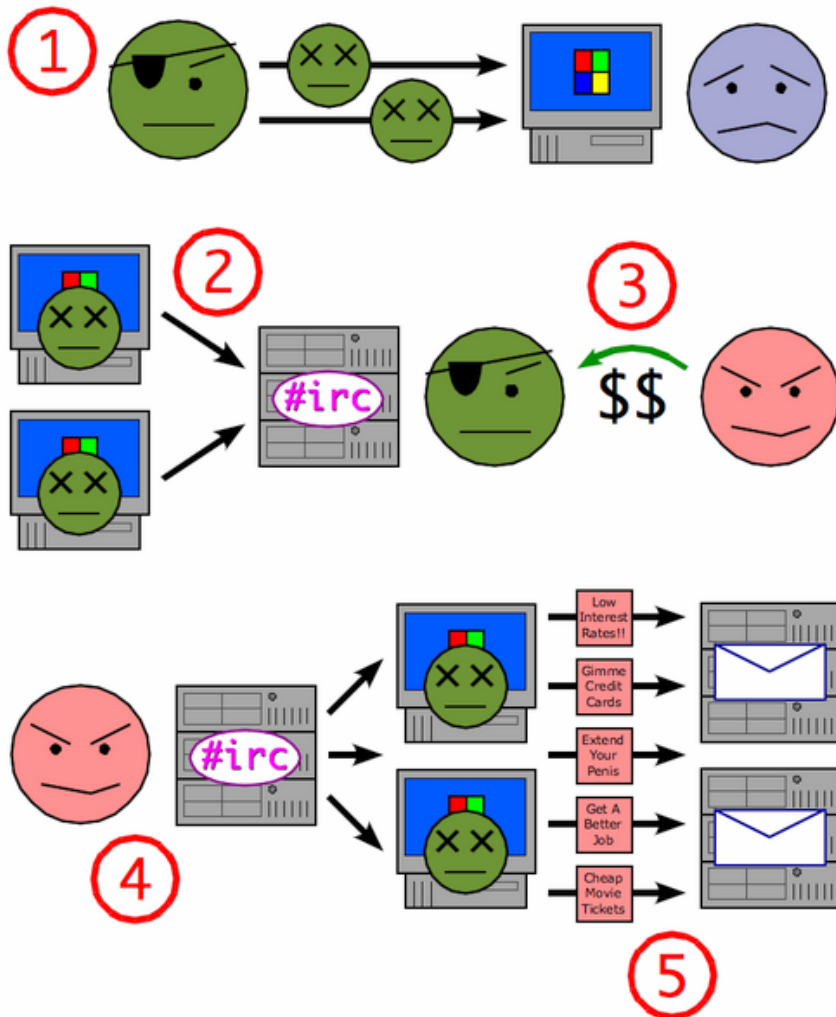 1
2
3
#irc
$$
Low
Interest
Rates!!
Gimme
Credit
Cards
#irc
Extend
Your
Penis
Get A
Better
Job
4
Cheap
Movie
Tickets
5